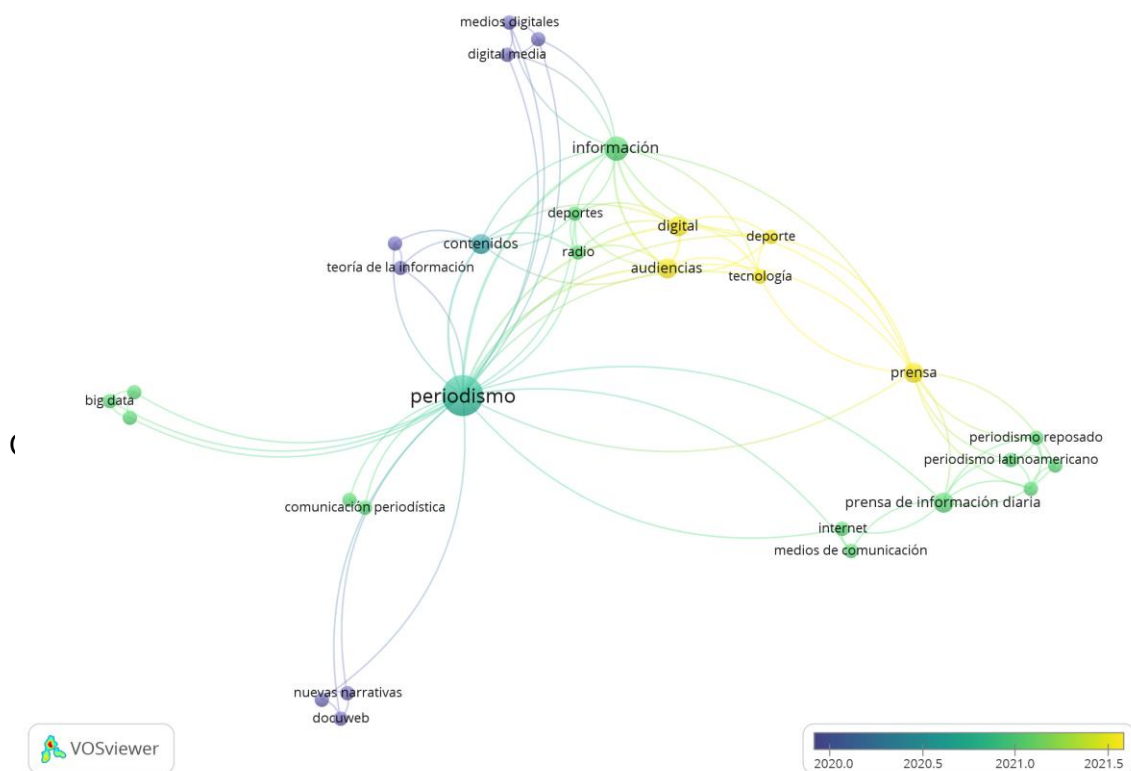 medios digitales
digital media
información
deportes
digital
contenidos
deporte
radio
teoría de la información
audiencias
tecnología
prensa
periodismo
big data
periodismo reposado
periodismo latinoamericano
prensa de información diaria
comunicación periodística
internet
medios de comunicación
nuevas narrativas
docuweb
VOSviewer
2020.0 2020.5 2021.0 2021.5